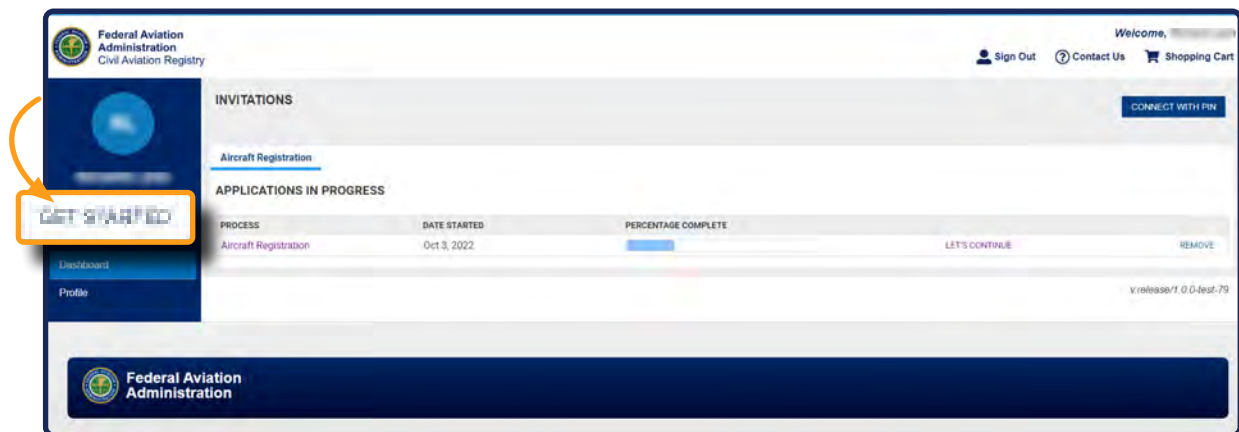 Federal Aviation
Administration
Civil Aviation Registry
Welcome,
Sign Out
Contact Us
Shopping Cart
INVITATIONS
CONNECT WITH PIN
Aircraft Registration
APPLICATIONS IN PROGRESS
GET STARTED
PROCESS DATE STARTED PERCENTAGE COMPLETE
Aircraft Registration Oct 3, 2022 LET'S CONTINUE REMOVE
Dashboard
Profile
v.release/1.0.0-test-79
Federal Aviation
Administration